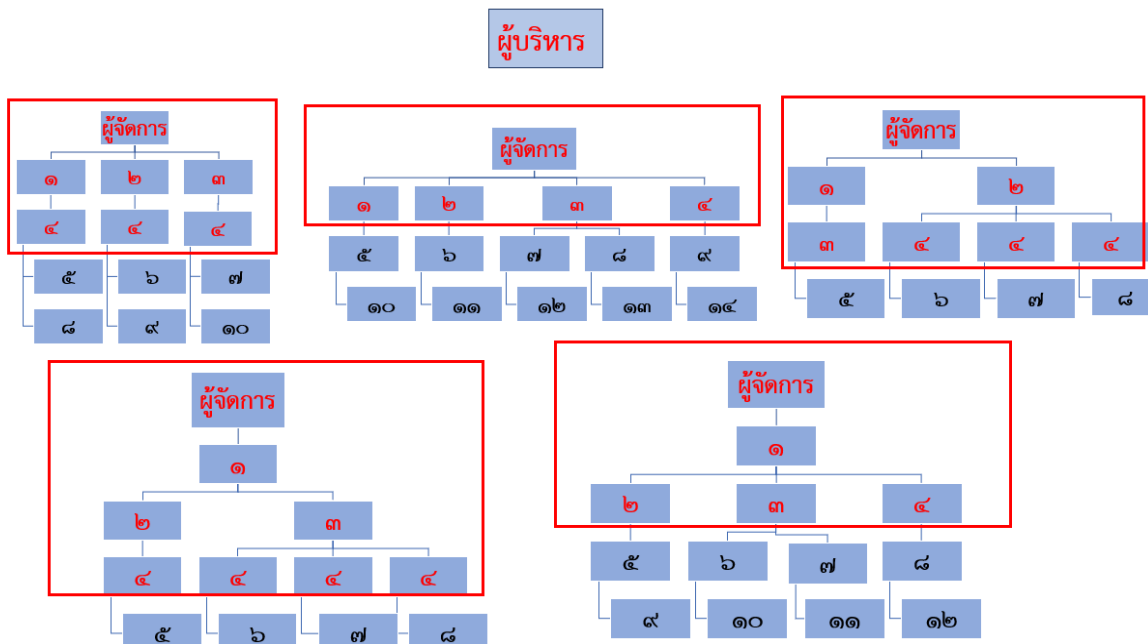 ผู้บริหาร
ผู้จัดการ
๑ ๒ ๓
๔ ๔ ๔
๕ ๖ ๗
๘ ๙ ๑๐
ผู้จัดการ
๑ ๒ ๓ ๔
๕ ๖ ๗ ๘ ๙
๑๐ ๑๑ ๑๒ ๑๓ ๑๔
ผู้จัดการ
๑ ๒
๓ ๔ ๔ ๔
๕ ๖ ๗ ๘
ผู้จัดการ
๑
๒ ๓
๔ ๔ ๔ ๔
๕ ๖ ๗ ๘
ผู้จัดการ
๑
๒ ๓ ๔
๕ ๖ ๗ ๘
๙ ๑๐ ๑๑ ๑๒